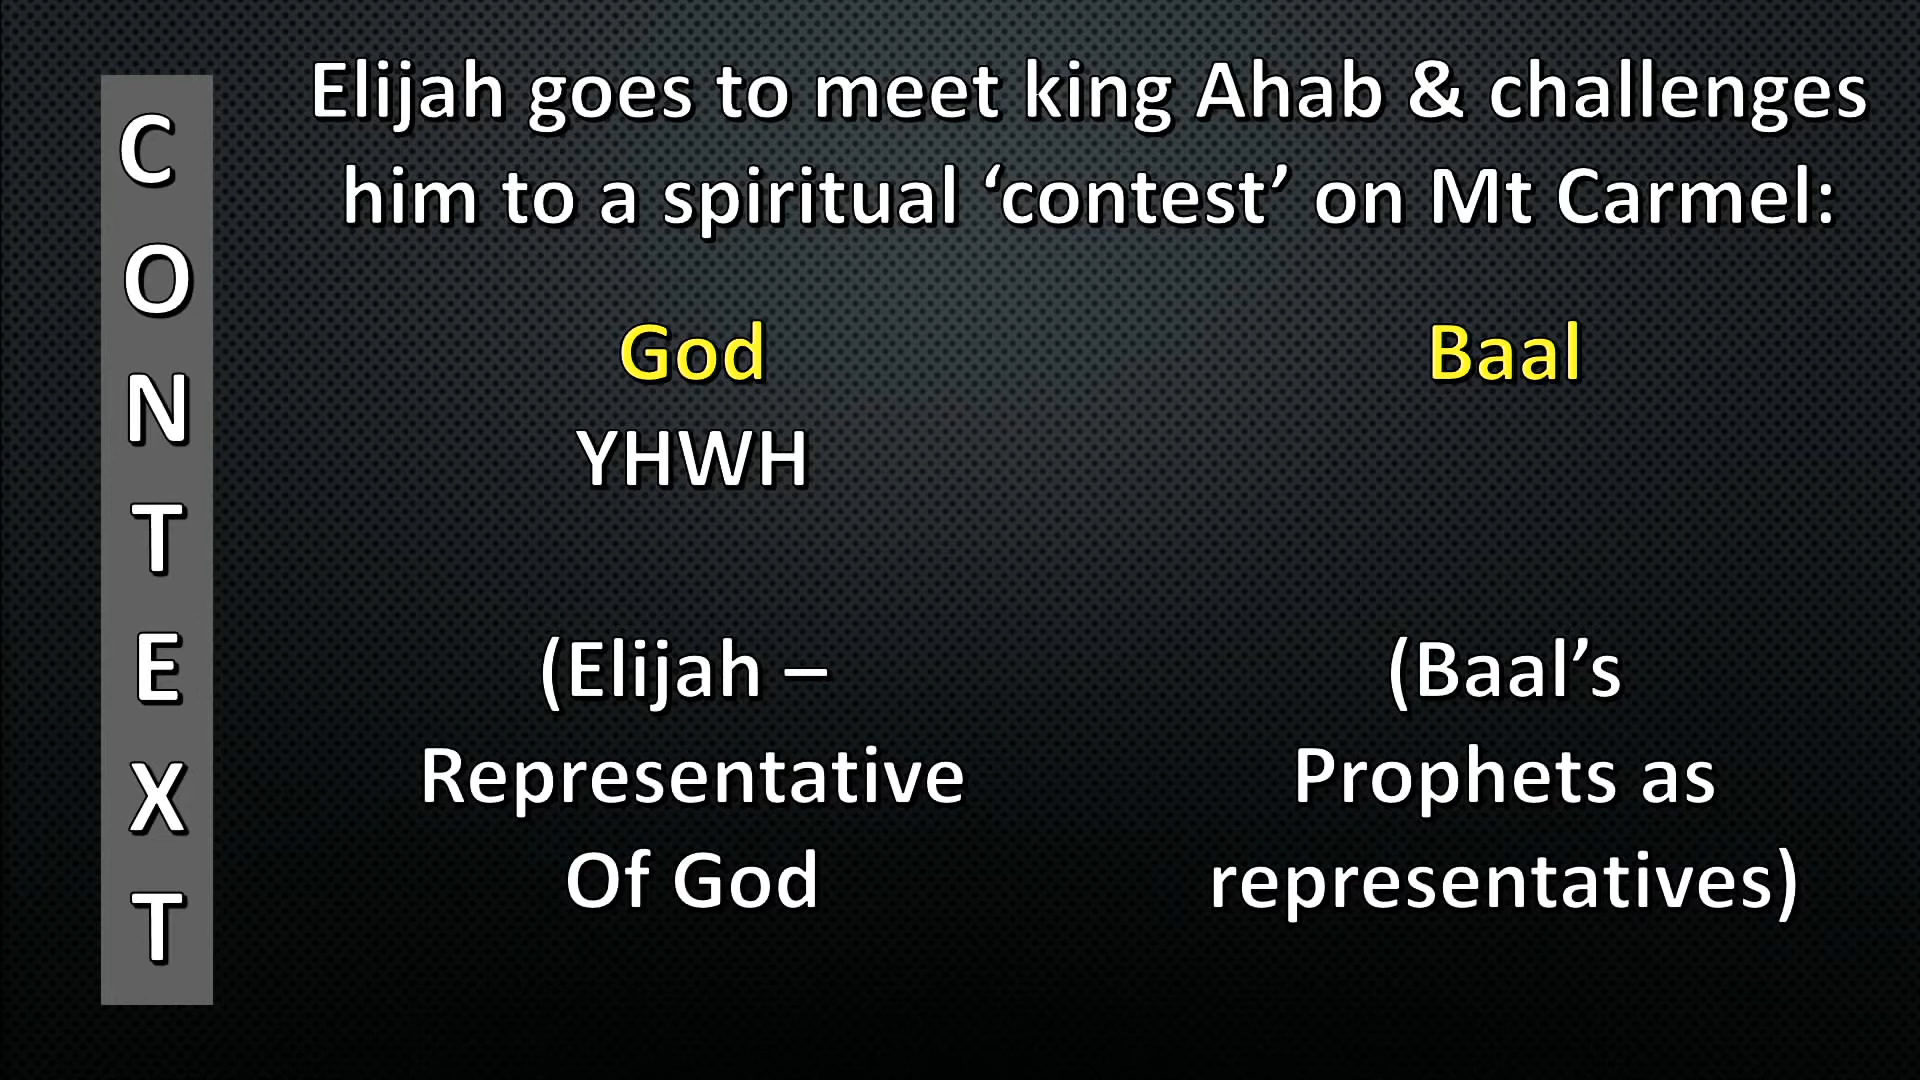 C
O
N
T
E
X
T
Elijah goes to meet king Ahab & challenges
him to a spiritual ‘contest’ on Mt Carmel:
God
YHWH
(Elijah –
Representative
Of God
Baal
(Baal’s
Prophets as
representatives)